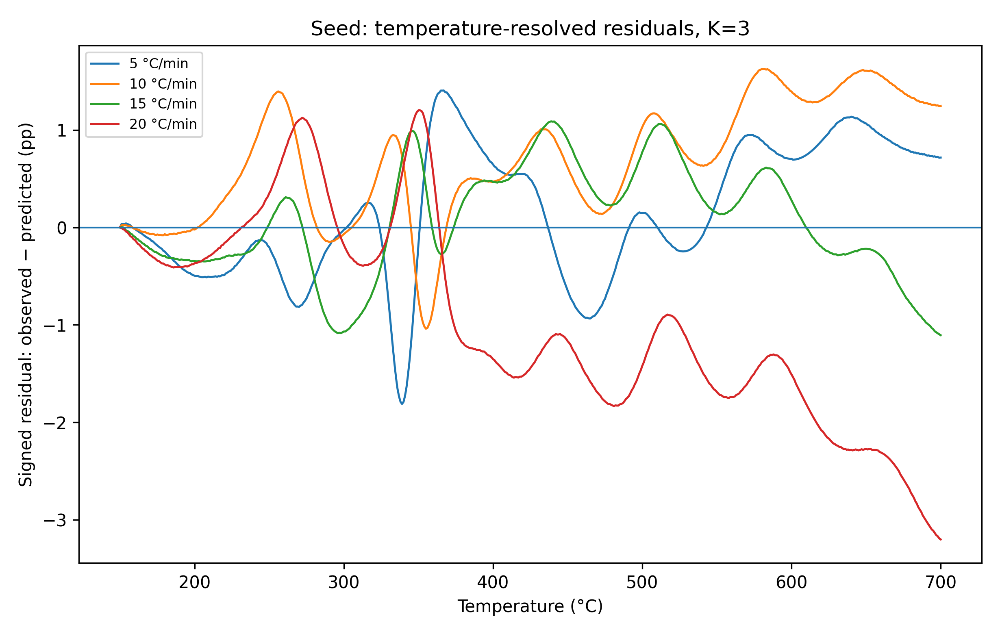 Seed: temperature-resolved residuals, K=3
5 °C/min
10 °C/min
15 °C/min
20 °C/min
Signed residual: observed − predicted (pp)
1
0
−1
−2
−3
200 300 400 500 600 700
Temperature (°C)